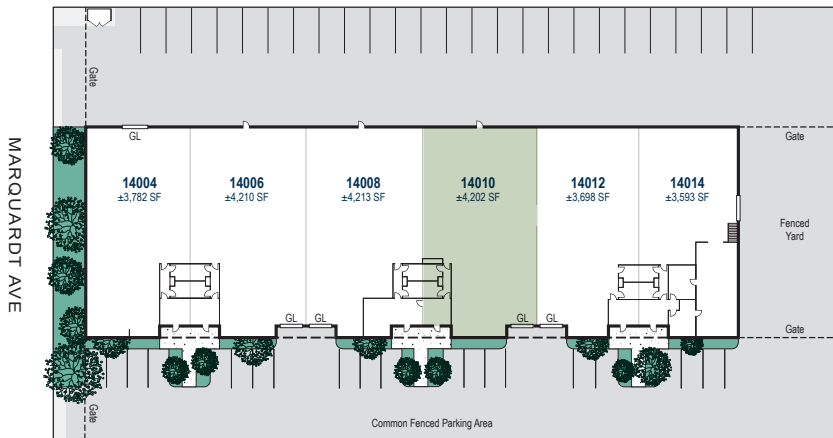 Gate
GL
MARQUARDT AVE
14004
±3,782 SF
14006
±4,210 SF
14008
±4,213 SF
14010
±4,202 SF
14012
±3,698 SF
14014
±3,593 SF
Gate
Fenced
Yard
GL GL
GL GL
Gate
Gate
Common Fenced Parking Area